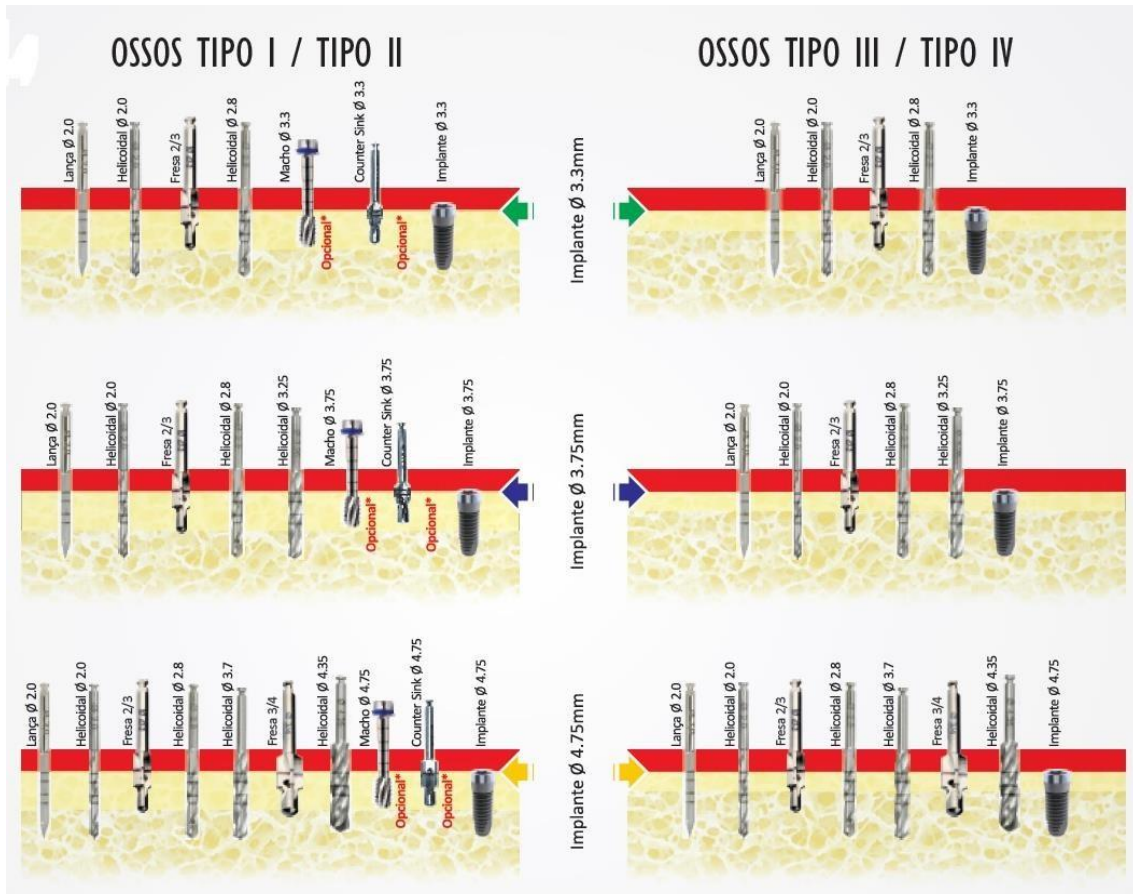 OSSOS TIPO I / TIPO II
OSSOS TIPO III / TIPO IV
Lança Ø 2.0
Helicoidal Ø 2.0
Fresa 2/3
Helicoidal Ø 2.8
Macho Ø 3.3
Opcional*
Counter Sink Ø 3.3
Opcional*
Implante Ø 3.3
Implante Ø 3.3mm
Lança Ø 2.0
Helicoidal Ø 2.0
Fresa 2/3
Helicoidal Ø 2.8
Implante Ø 3.3
Lança Ø 2.0
Helicoidal Ø 2.0
Fresa 2/3
Helicoidal Ø 2.8
Helicoidal Ø 3.25
Macho Ø 3.75
Opcional*
Counter Sink Ø 3.75
Opcional*
Implante Ø 3.75
Implante Ø 3.75mm
Lança Ø 2.0
Helicoidal Ø 2.0
Fresa 2/3
Helicoidal Ø 2.8
Helicoidal Ø 3.25
Implante Ø 3.75
Lança Ø 2.0
Helicoidal Ø 2.0
Fresa 2/3
Helicoidal Ø 2.8
Helicoidal Ø 3.7
Fresa 3/4
Helicoidal Ø 4.35
Macho Ø 4.75
Opcional*
Counter Sink Ø 4.75
Opcional*
Implante Ø 4.75
Implante Ø 4.75mm
Lança Ø 2.0
Helicoidal Ø 2.0
Fresa 2/3
Helicoidal Ø 2.8
Helicoidal Ø 3.7
Fresa 3/4
Helicoidal Ø 4.35
Implante Ø 4.75